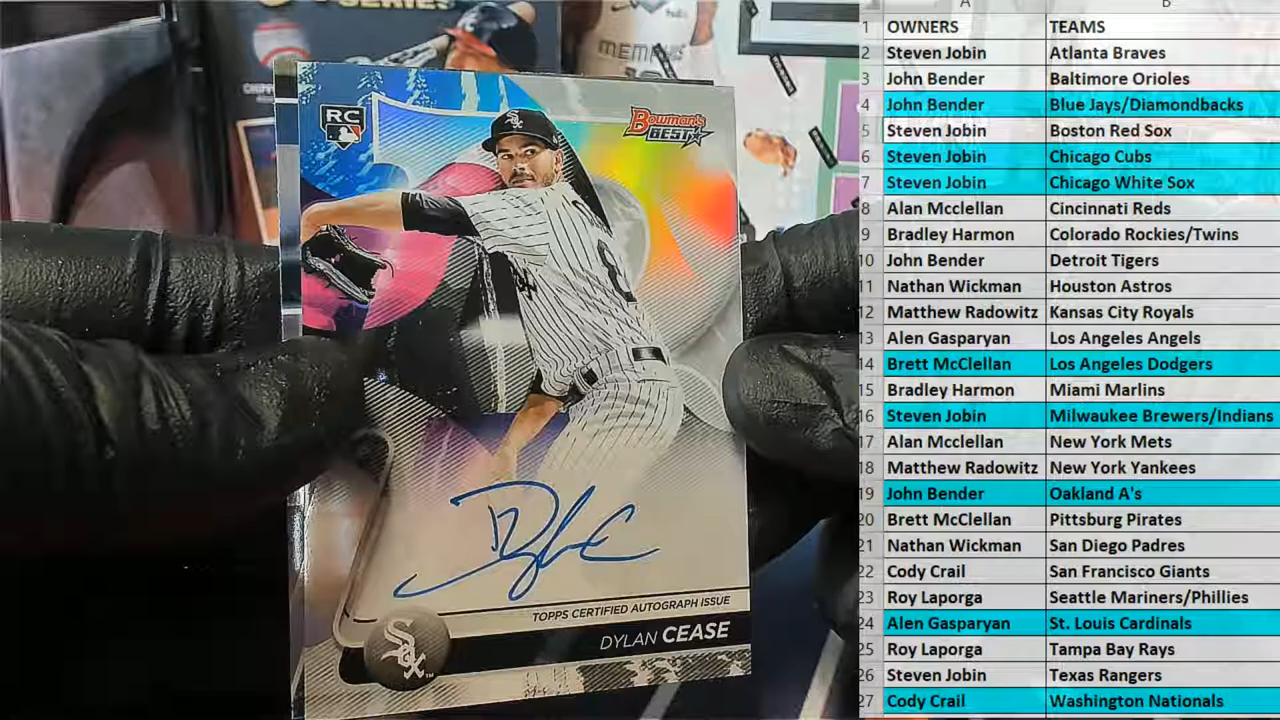 SERIES
MEMPHIS
RC
Bowman's
BEST
Sox
TOPPS CERTIFIED AUTOGRAPH ISSUE
DYLAN CEASE
Sox
A B
1 OWNERS TEAMS
2 Steven Jobin Atlanta Braves
3 John Bender Baltimore Orioles
4 John Bender Blue Jays/Diamondbacks
5 Steven Jobin Boston Red Sox
6 Steven Jobin Chicago Cubs
7 Steven Jobin Chicago White Sox
8 Alan Mcclellan Cincinnati Reds
9 Bradley Harmon Colorado Rockies/Twins
10 John Bender Detroit Tigers
11 Nathan Wickman Houston Astros
12 Matthew Radowitz Kansas City Royals
13 Alen Gasparyan Los Angeles Angels
14 Brett McClellan Los Angeles Dodgers
15 Bradley Harmon Miami Marlins
16 Steven Jobin Milwaukee Brewers/Indians
17 Alan Mcclellan New York Mets
18 Matthew Radowitz New York Yankees
19 John Bender Oakland A's
20 Brett McClellan Pittsburg Pirates
21 Nathan Wickman San Diego Padres
22 Cody Crail San Francisco Giants
23 Roy Laporga Seattle Mariners/Phillies
24 Alen Gasparyan St. Louis Cardinals
25 Roy Laporga Tampa Bay Rays
26 Steven Jobin Texas Rangers
27 Cody Crail Washington Nationals